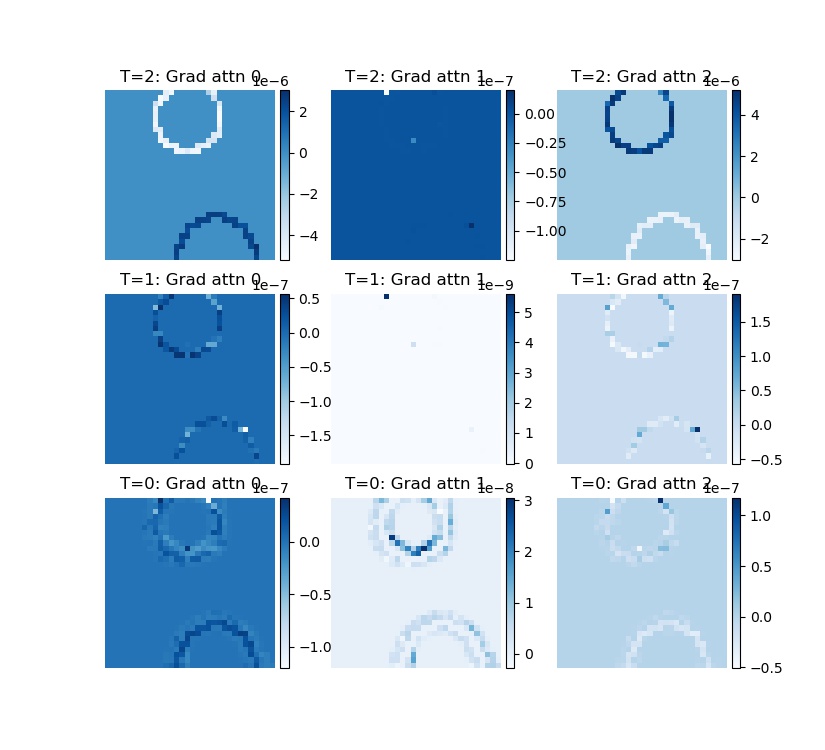 T=2: Grad attn 0
1e−6
T=2: Grad attn 1
1e−7
T=2: Grad attn 2
1e−6
2
0
−2
−4
0.00
−0.25
−0.50
−0.75
−1.00
4
2
0
−2
T=1: Grad attn 0
1e−7
T=1: Grad attn 1
1e−9
T=1: Grad attn 2
1e−7
0.5
0.0
−0.5
−1.0
−1.5
5
4
3
2
1
0
1.5
1.0
0.5
0.0
−0.5
T=0: Grad attn 0
1e−7
T=0: Grad attn 1
1e−8
T=0: Grad attn 2
1e−7
0.0
−0.5
−1.0
3
2
1
0
1.0
0.5
0.0
−0.5